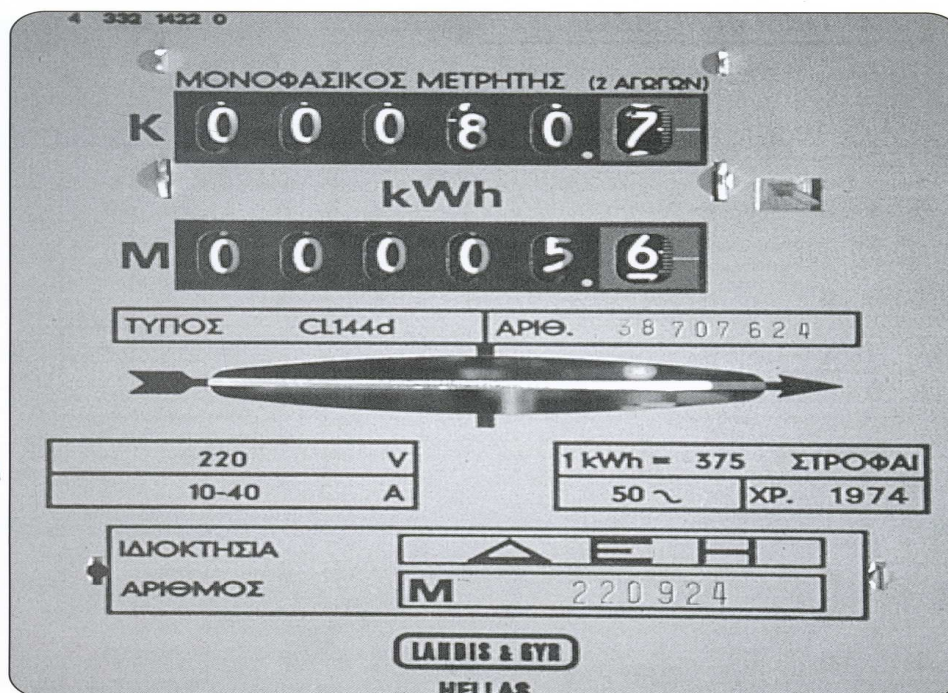 4 332 1422 0
ΜΟΝΟΦΑΣΙΚΟΣ ΜΕΤΡΗΤΗΣ (2 ΑΓΩΓΩΝ)
K 0 0 0 8 0 . 7
kWh
M 0 0 0 0 5 . 6
ΤΥΠΟΣ CL144d ΑΡΙΘ. 38707624
220 V
10-40 A
1 kWh = 375 ΣΤΡΟΦΑΙ
50 ~ ΧΡ. 1974
ΙΔΙΟΚΤΗΣΙΑ ΔΕΗ
ΑΡΙΘΜΟΣ M 220924
LANDIS & GYR
HELLAS